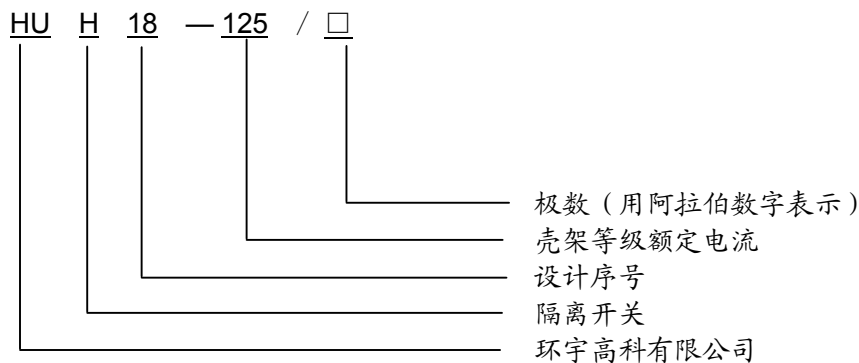 HU H 18 — 125 / □
极数（用阿拉伯数字表示）
壳架等级额定电流
设计序号
隔离开关
环宇高科有限公司